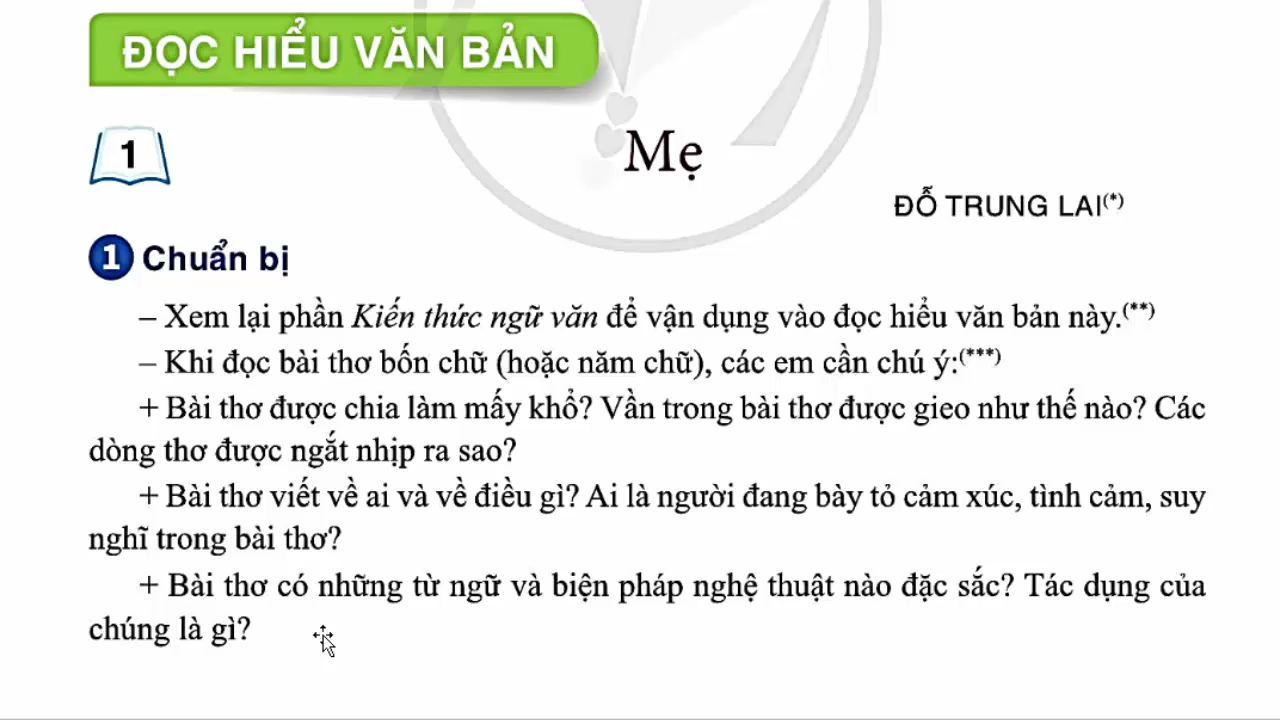 ĐỌC HIỂU VĂN BẢN
1
Mẹ
ĐỖ TRUNG LAI(*)
1 Chuẩn bị
– Xem lại phần Kiến thức ngữ văn để vận dụng vào đọc hiểu văn bản này.(**)
– Khi đọc bài thơ bốn chữ (hoặc năm chữ), các em cần chú ý:(***)
+ Bài thơ được chia làm mấy khổ? Vần trong bài thơ được gieo như thế nào? Các
dòng thơ được ngắt nhịp ra sao?
+ Bài thơ viết về ai và về điều gì? Ai là người đang bày tỏ cảm xúc, tình cảm, suy
nghĩ trong bài thơ?
+ Bài thơ có những từ ngữ và biện pháp nghệ thuật nào đặc sắc? Tác dụng của
chúng là gì?